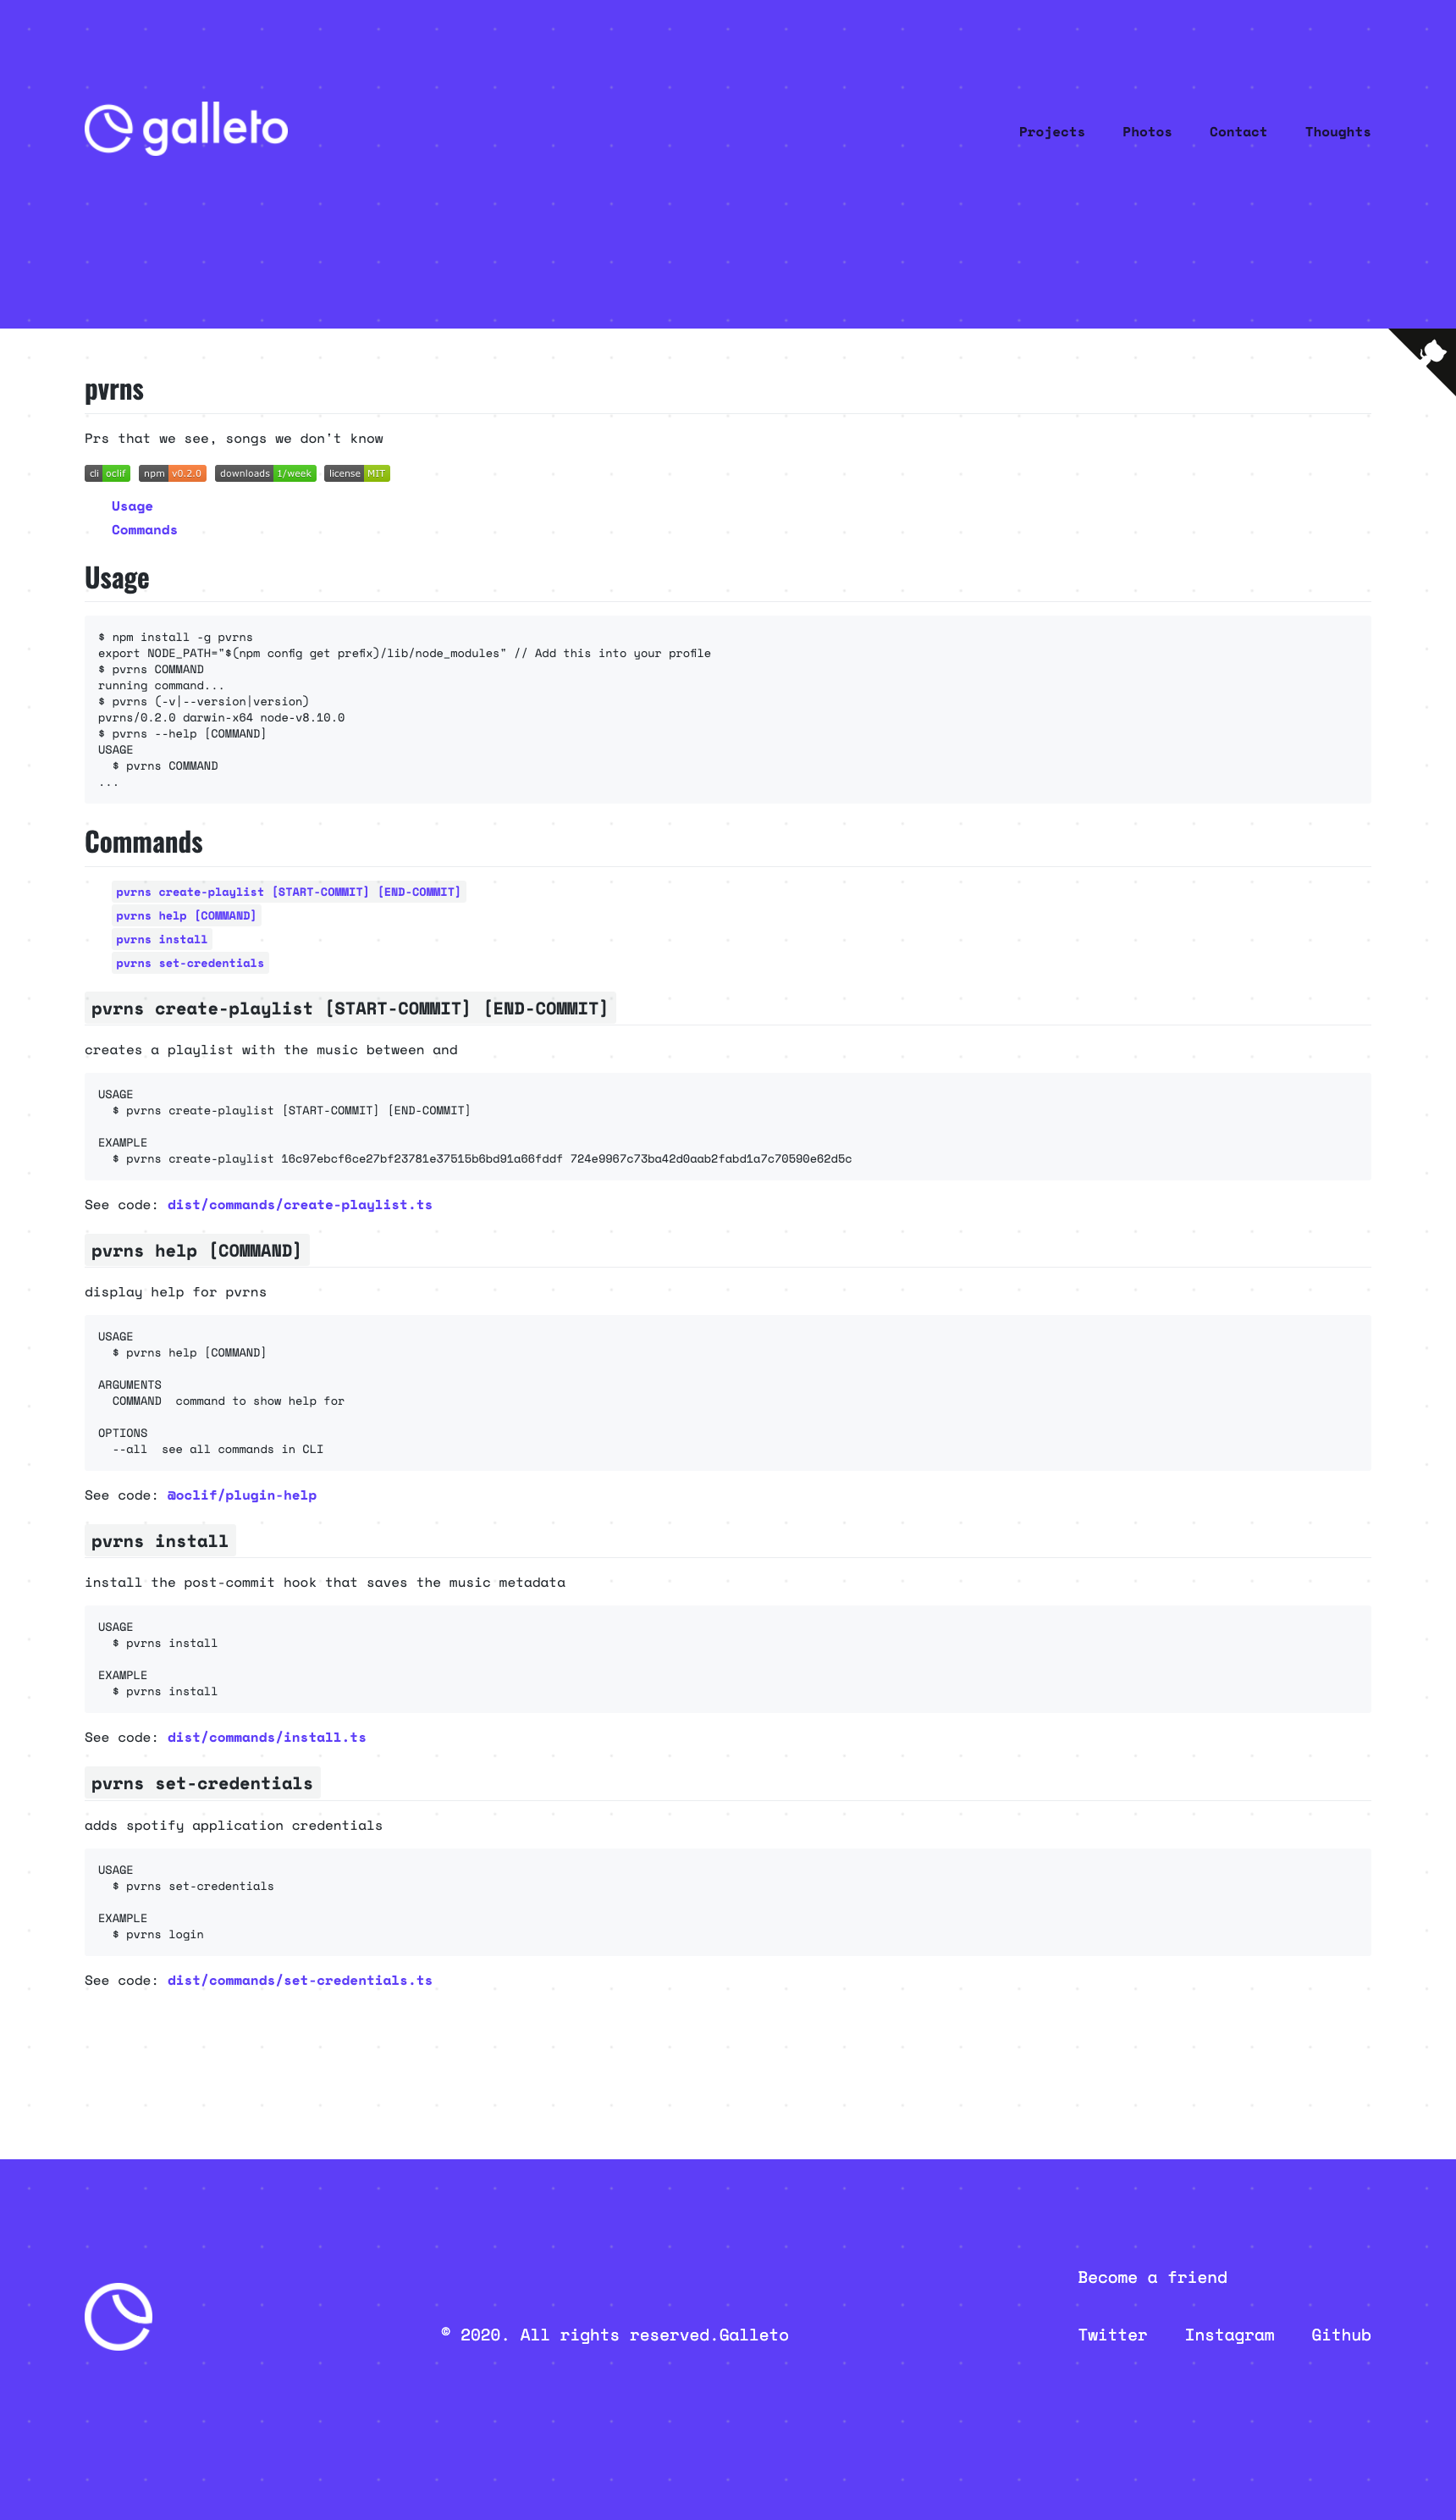 galleto
Projects Photos Contact Thoughts
pvrns
Prs that we see, songs we don't know
cli oclif npm v0.2.0 downloads 1/week license MIT
Usage
Commands
Usage
$ npm install -g pvrns
export NODE_PATH="$(npm config get prefix)/lib/node_modules" // Add this into your profile
$ pvrns COMMAND
running command...
$ pvrns (-v|--version|version)
pvrns/0.2.0 darwin-x64 node-v8.10.0
$ pvrns --help [COMMAND]
USAGE
  $ pvrns COMMAND
...
Commands
pvrns create-playlist [START-COMMIT] [END-COMMIT]
pvrns help [COMMAND]
pvrns install
pvrns set-credentials
pvrns create-playlist [START-COMMIT] [END-COMMIT]
creates a playlist with the music between and
USAGE
  $ pvrns create-playlist [START-COMMIT] [END-COMMIT]
EXAMPLE
  $ pvrns create-playlist 16c97ebcf6ce27bf23781e37515b6bd91a66fddf 724e9967c73ba42d0aab2fabd1a7c70590e62d5c
See code: dist/commands/create-playlist.ts
pvrns help [COMMAND]
display help for pvrns
USAGE
  $ pvrns help [COMMAND]
ARGUMENTS
  COMMAND  command to show help for
OPTIONS
  --all  see all commands in CLI
See code: @oclif/plugin-help
pvrns install
install the post-commit hook that saves the music metadata
USAGE
  $ pvrns install
EXAMPLE
  $ pvrns install
See code: dist/commands/install.ts
pvrns set-credentials
adds spotify application credentials
USAGE
  $ pvrns set-credentials
EXAMPLE
  $ pvrns login
See code: dist/commands/set-credentials.ts
Become a friend
© 2020. All rights reserved.Galleto
Twitter Instagram Github